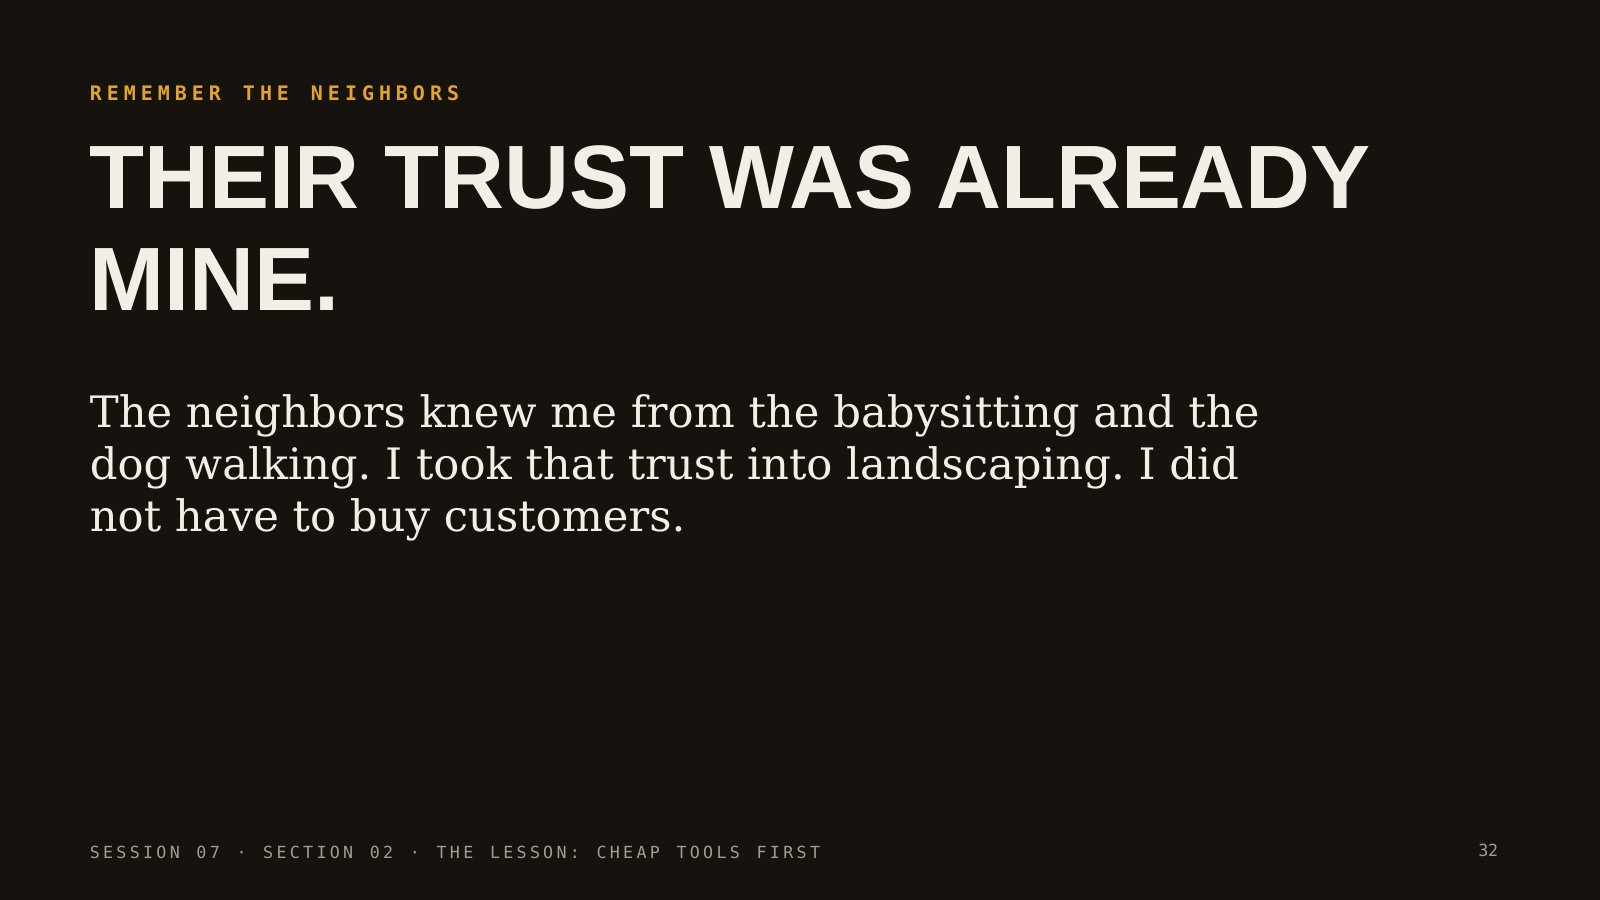 REMEMBER THE NEIGHBORS
THEIR TRUST WAS ALREADY
MINE.
The neighbors knew me from the babysitting and the
dog walking. I took that trust into landscaping. I did
not have to buy customers.
SESSION 07 · SECTION 02 · THE LESSON: CHEAP TOOLS FIRST
32